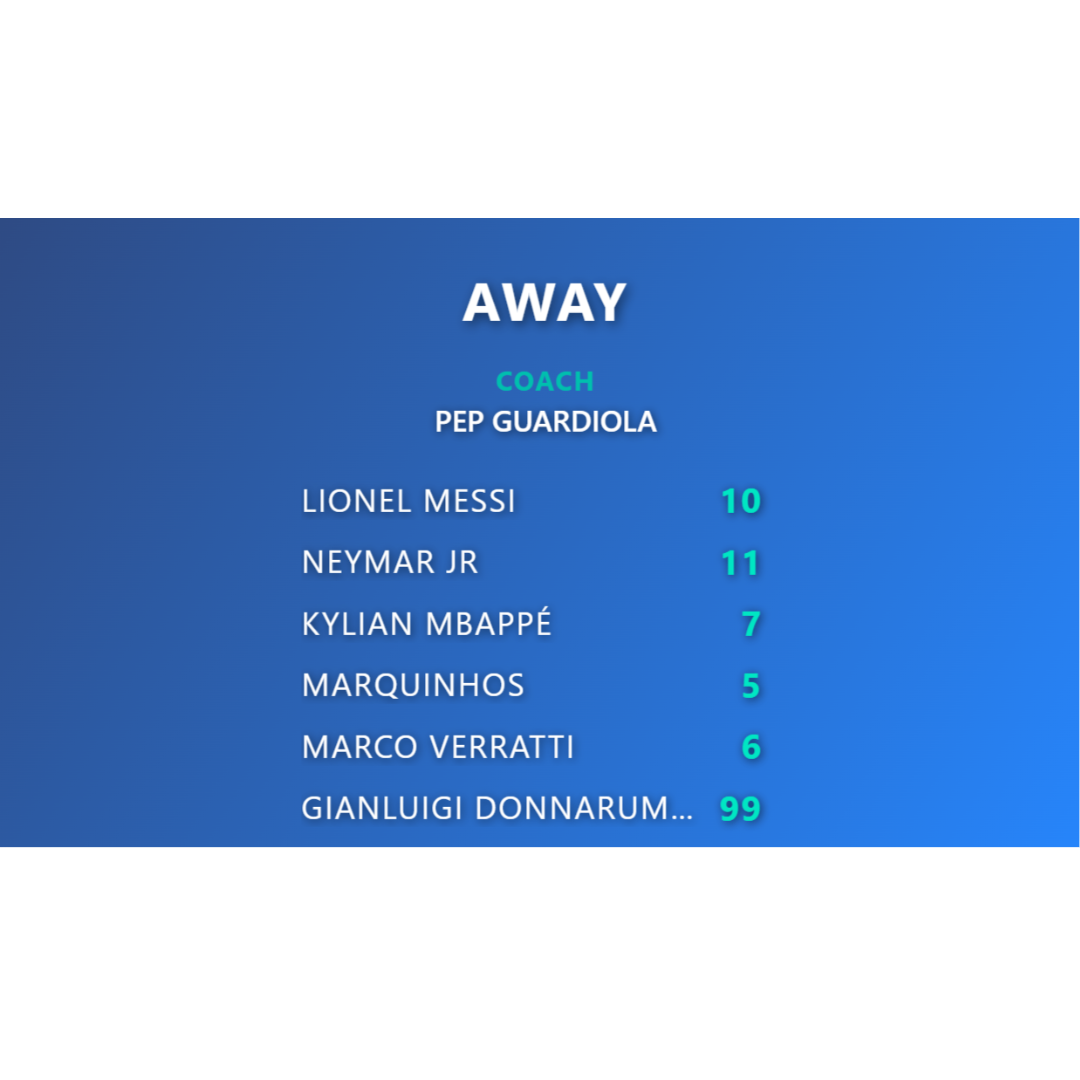 AWAY
COACH
PEP GUARDIOLA
LIONEL MESSI 10
NEYMAR JR 11
KYLIAN MBAPPÉ 7
MARQUINHOS 5
MARCO VERRATTI 6
GIANLUIGI DONNARUM... 99